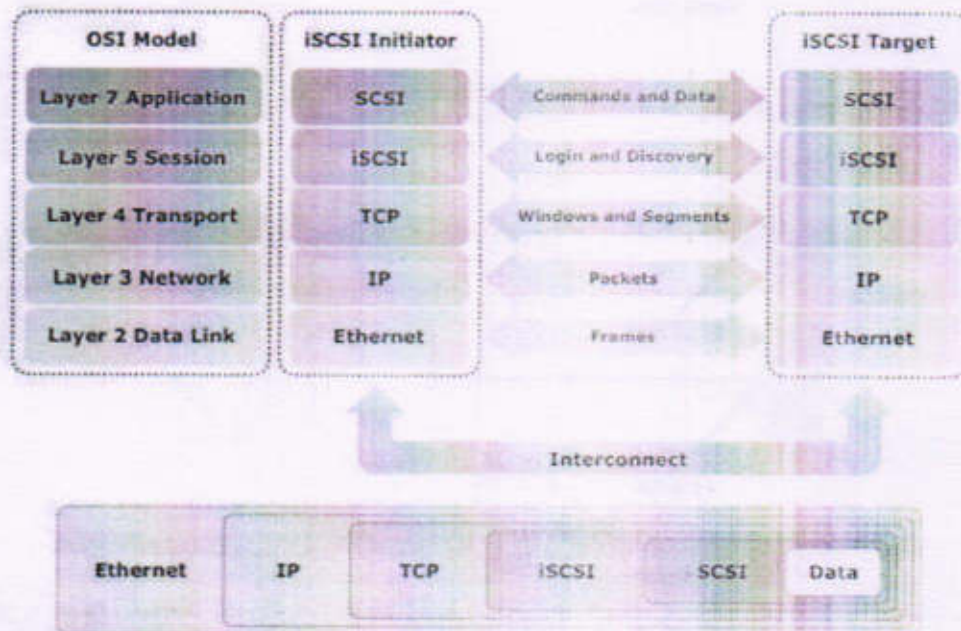 OSI Model iSCSI Initiator iSCSI Target
Layer 7 Application SCSI Commands and Data SCSI
Layer 5 Session iSCSI Login and Discovery iSCSI
Layer 4 Transport TCP Windows and Segments TCP
Layer 3 Network IP Packets IP
Layer 2 Data Link Ethernet Frames Ethernet
Interconnect
Ethernet IP TCP iSCSI SCSI Data